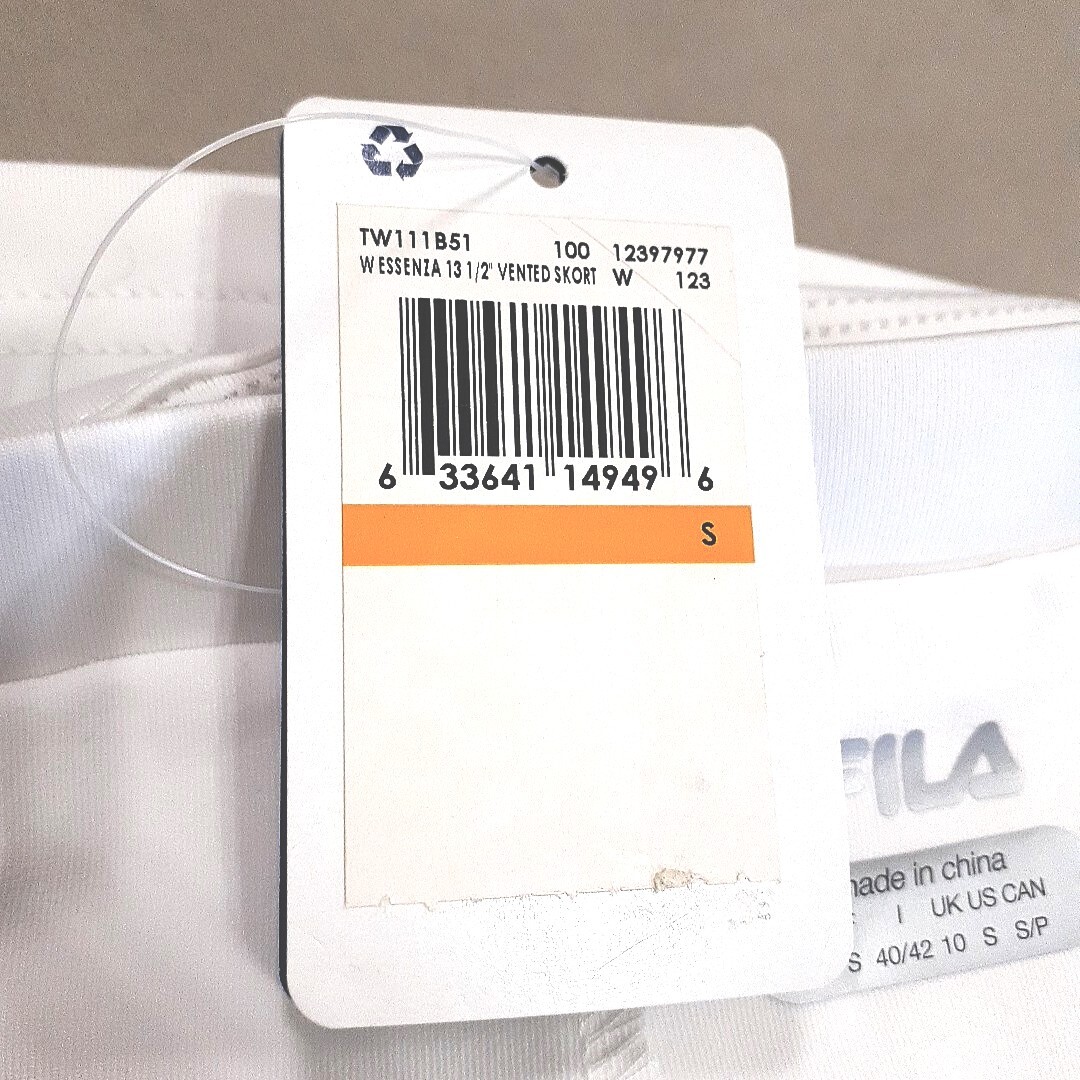 TW111B51 100 12397977
W ESSENZA 13 1/2" VENTED SKORT W 123
6 33641 14949 6
S
FILA
made in china
I UK US CAN
S 40/42 10 S S/P